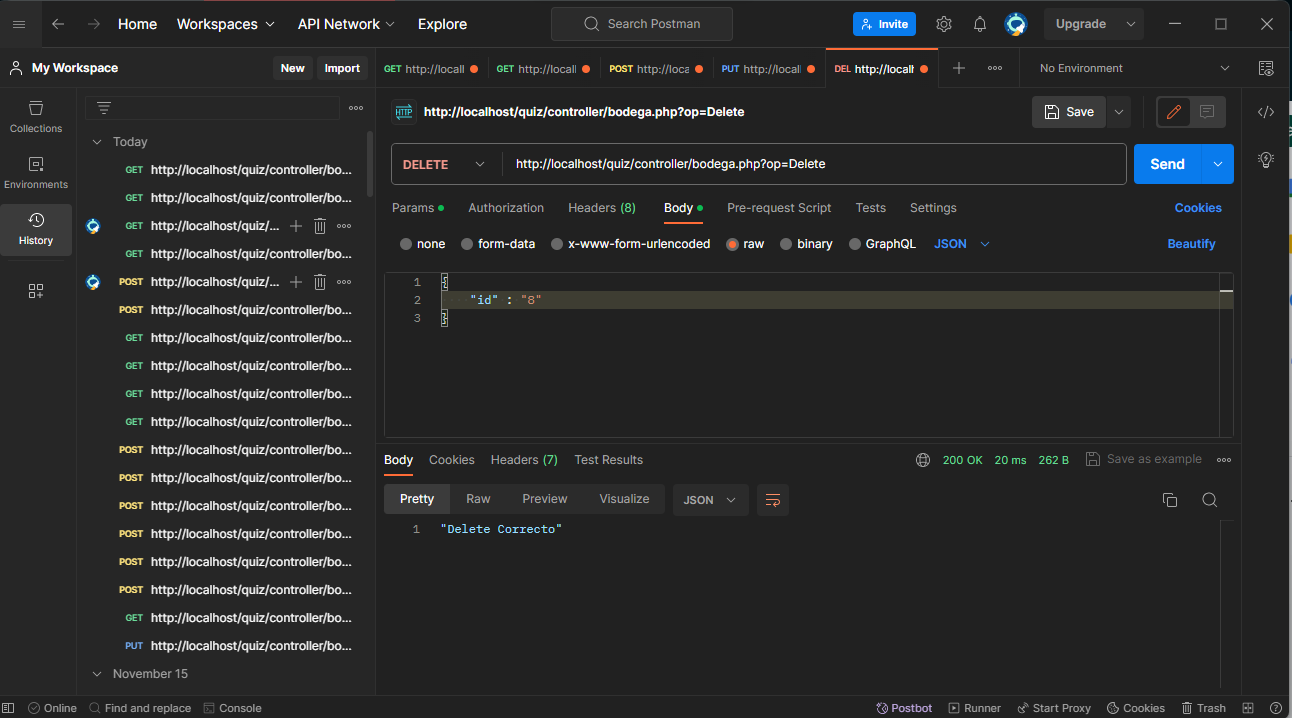 Home Workspaces API Network Explore Search Postman Invite Upgrade
My Workspace New Import
GET http://locall GET http://locall POST http://loca PUT http://locall DEL http://localh No Environment
Collections
Environments
History
Today
GET http://localhost/quiz/controller/bo...
GET http://localhost/quiz/controller/bo...
GET http://localhost/quiz/...
GET http://localhost/quiz/controller/bo...
POST http://localhost/quiz/...
POST http://localhost/quiz/controller/bo...
GET http://localhost/quiz/controller/bo...
GET http://localhost/quiz/controller/bo...
GET http://localhost/quiz/controller/bo...
GET http://localhost/quiz/controller/bo...
POST http://localhost/quiz/controller/bo...
POST http://localhost/quiz/controller/bo...
POST http://localhost/quiz/controller/bo...
POST http://localhost/quiz/controller/bo...
POST http://localhost/quiz/controller/bo...
POST http://localhost/quiz/controller/bo...
GET http://localhost/quiz/controller/bo...
PUT http://localhost/quiz/controller/bo...
November 15
HTTP http://localhost/quiz/controller/bodega.php?op=Delete Save
DELETE http://localhost/quiz/controller/bodega.php?op=Delete Send
Params Authorization Headers (8) Body Pre-request Script Tests Settings Cookies
none form-data x-www-form-urlencoded raw binary GraphQL JSON Beautify
1 {
2 "id" : "8"
3 }
Body Cookies Headers (7) Test Results 200 OK 20 ms 262 B Save as example
Pretty Raw Preview Visualize JSON
1 "Delete Correcto"
Online Find and replace Console Postbot Runner Start Proxy Cookies Trash